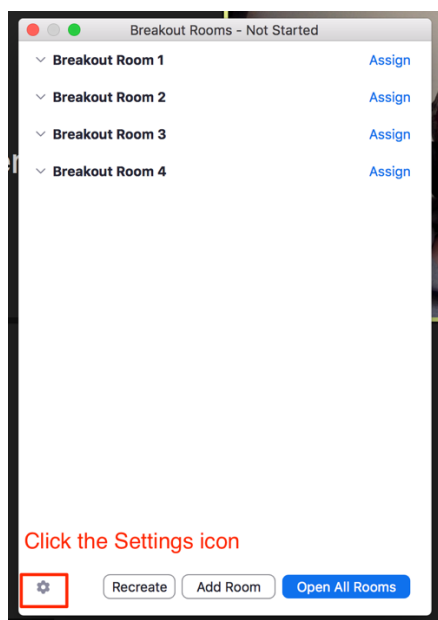 Breakout Rooms - Not Started
Breakout Room 1 Assign
Breakout Room 2 Assign
Breakout Room 3 Assign
Breakout Room 4 Assign
Click the Settings icon
Recreate Add Room Open All Rooms